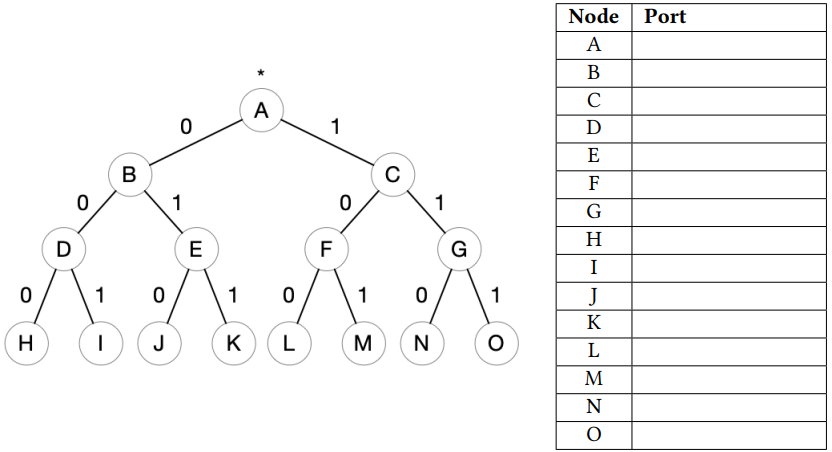 *
A
0 1
B C
0 1 0 1
D E F G
0 1 0 1 0 1 0 1
H I J K L M N O
Node Port
A
B
C
D
E
F
G
H
I
J
K
L
M
N
O